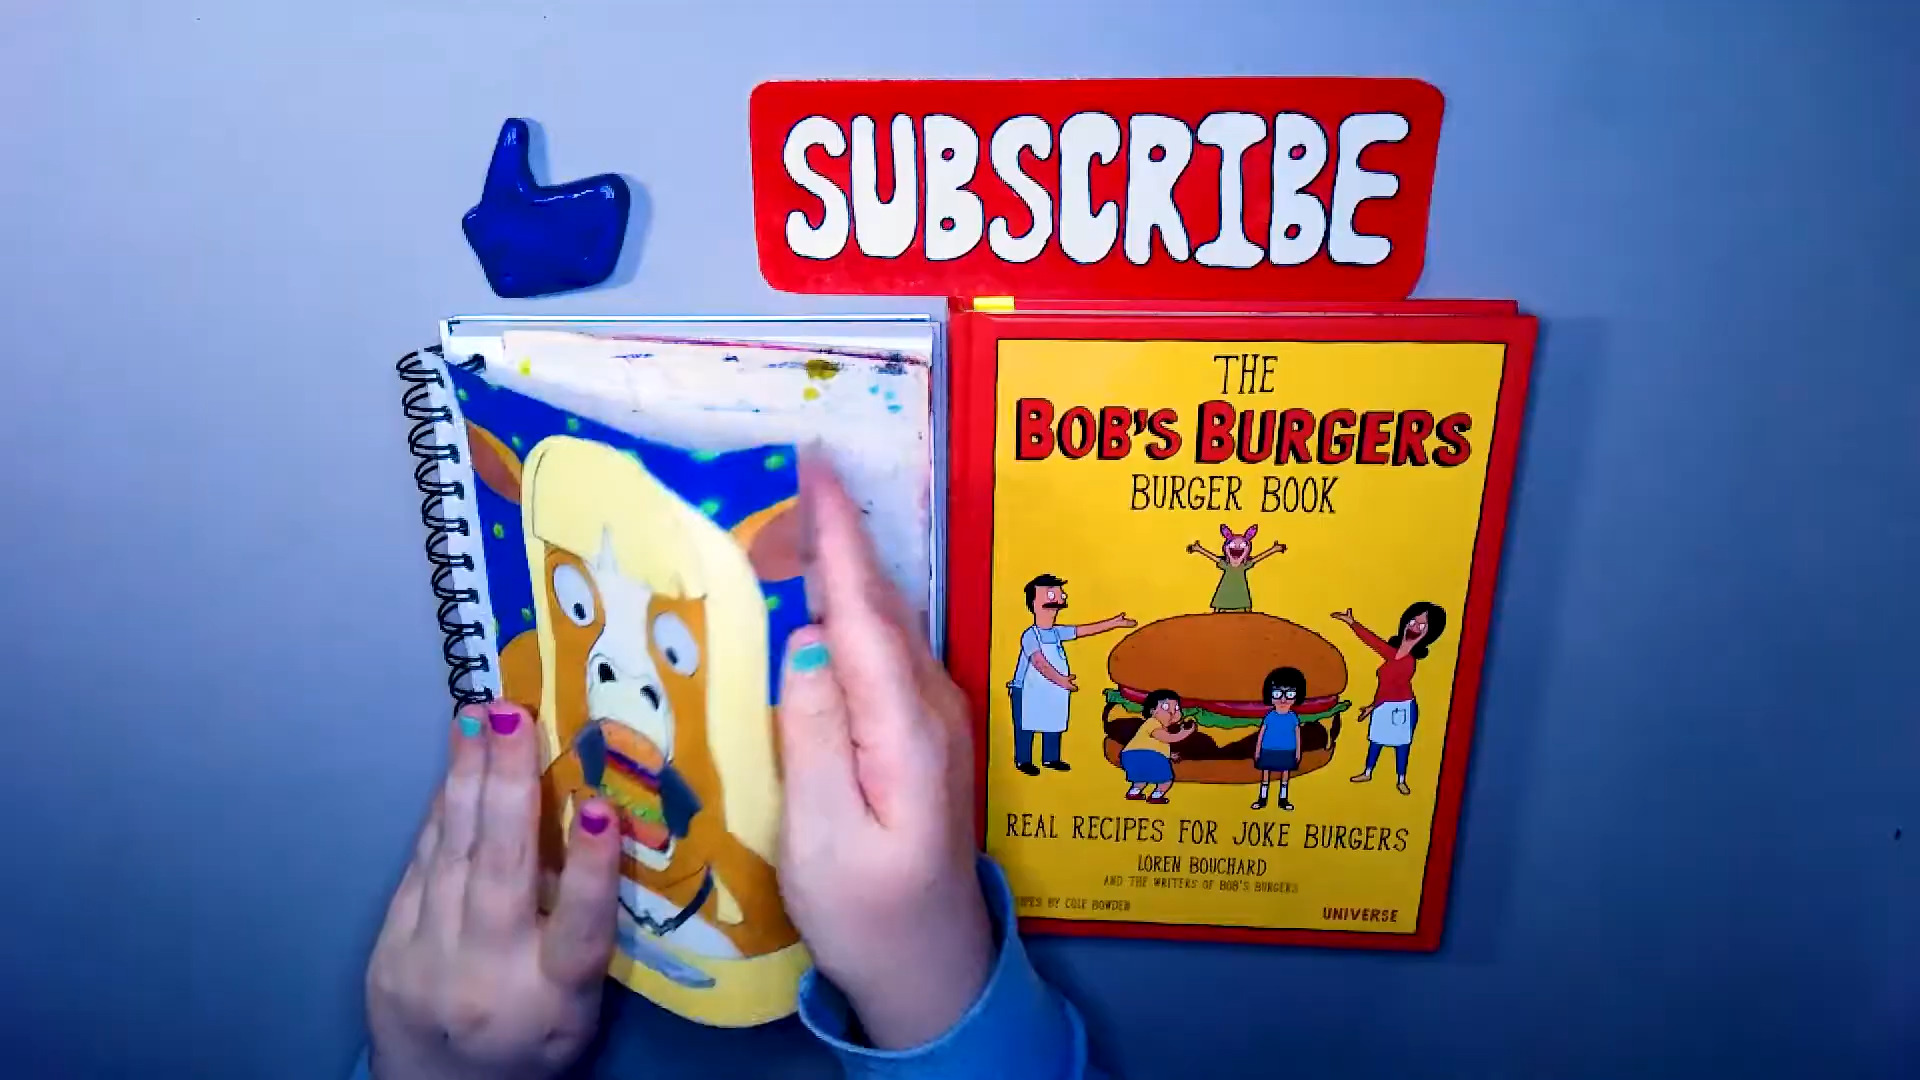 SUBSCRIBE
THE
BOB'S BURGERS
BURGER BOOK
REAL RECIPES FOR JOKE BURGERS
LOREN BOUCHARD
AND THE WRITERS OF BOB'S BURGERS
BY COLE BOWDEN
UNIVERSE